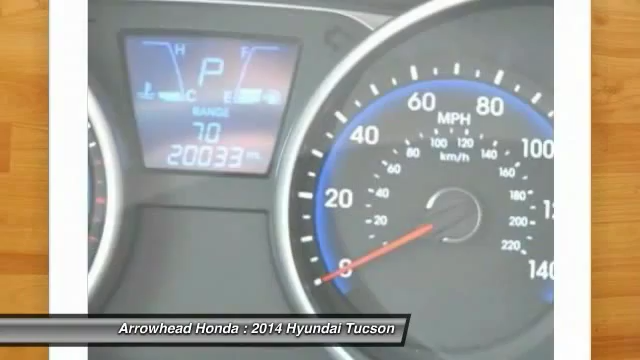 H F
P
C E
RANGE
70
20033 mi
MPH
km/h
0 20 40 60 80 100 140
20 40 60 80 100 120 140 160 180 200 220
Arrowhead Honda : 2014 Hyundai Tucson